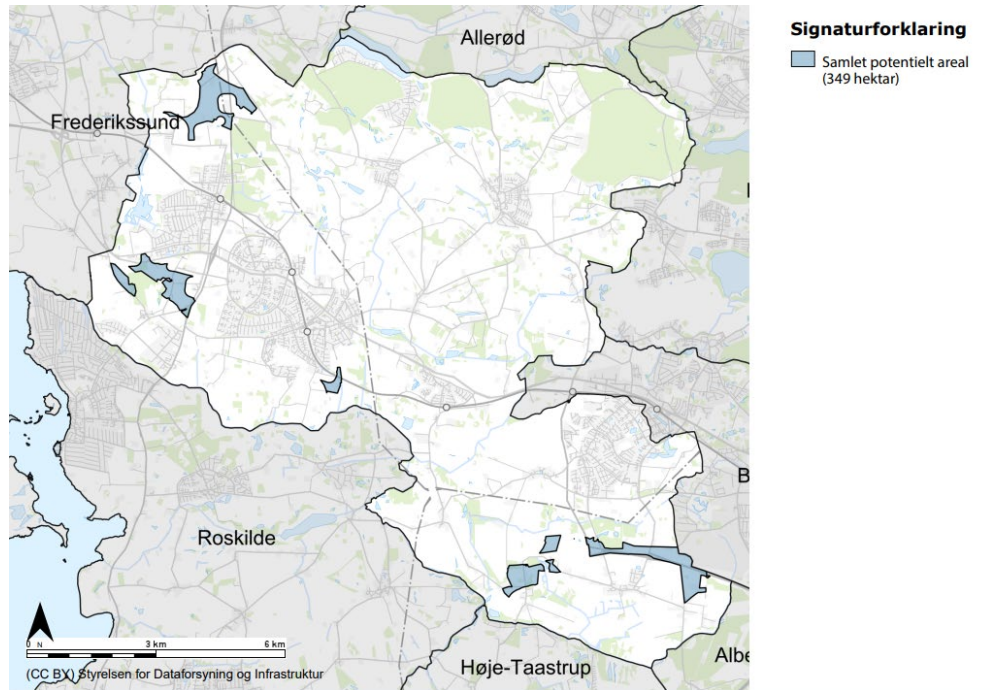 Allerød
Signaturforklaring
Samlet potentielt areal
(349 hektar)
Frederikssund
B
Roskilde
Høje-Taastrup
Albe
N
0
3 km
6 km
(CC BY) Styrelsen for Dataforsyning og Infrastruktur